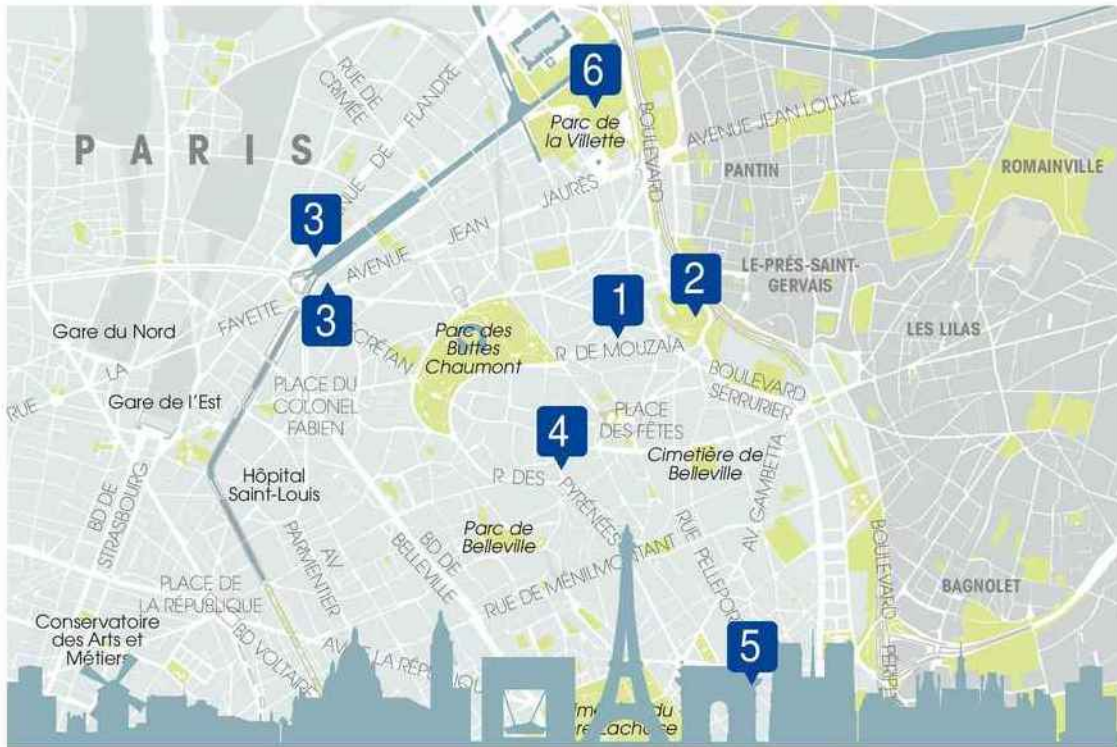 6
RUE DE
CRIMÉE
FLANDRE
DE
Parc de
la Villette
BOULEVARD
AVENUE JEAN LOLIVE
PARIS
PANTIN
ROMAINVILLE
JAURÈS
JEAN
AVENUE
3
3
2
1
LE-PRÉS-SAINT-
GERVAIS
LES LILAS
FAYETTE
LA
RUE
Gare du Nord
Parc des
Buttes
Chaumont
R. DE MOUZAÏA
BOULEVARD
SÉRRURIER
PLACE DU
COLONEL
FABIEN
Gare de l'Est
4
PLACE
DES FÊTES
Cimetière de
Belleville
AV. GAMBETTA
Hôpital
Saint-Louis
R. DES
PYRÉNÉES
BD DE
STRASBOURG
AV.
PARMENTIER
Parc de
Belleville
BD DE
BELLEVILLE
RUE DE MÉNILMONTANT
BOULEVARD
BAGNOLET
PLACE DE
LA RÉPUBLIQUE
Conservatoire
des Arts et
Métiers
BD VOLTAIRE
5